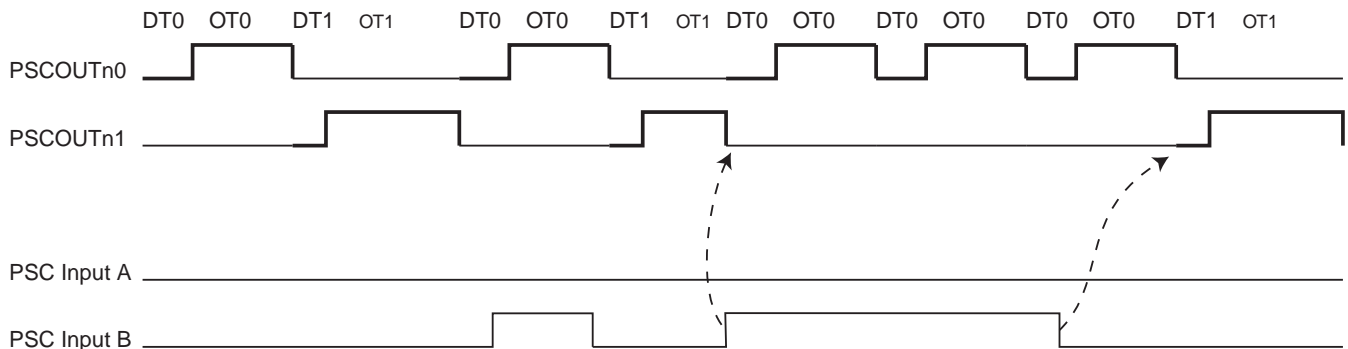 DT0 OT0 DT1 OT1 DT0 OT0 DT1 OT1 DT0 OT0 DT0 OT0 DT0 OT0 DT1 OT1
PSCOUTn0
PSCOUTn1
PSC Input A
PSC Input B